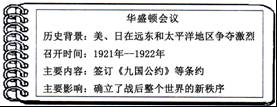 华盛顿会议
历史背景：美、日在远东和太平洋地区争夺激烈
召开时间：1921年--1922年
主要内容：签订《九国公约》等条约
主要影响：确立了战后整个世界的新秩序